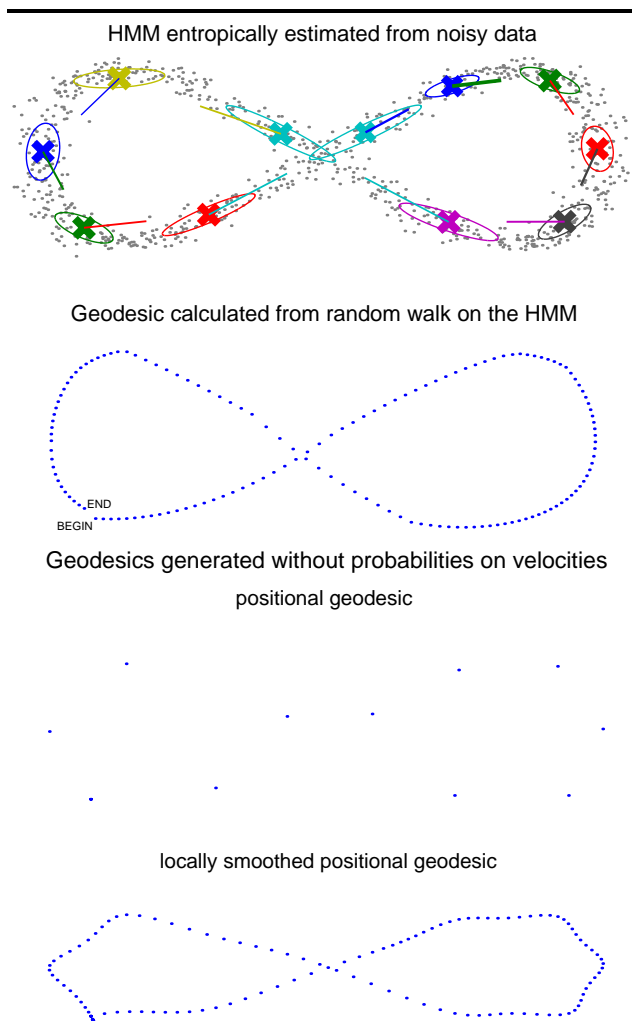 HMM entropically estimated from noisy data
Geodesic calculated from random walk on the HMM
END
BEGIN
Geodesics generated without probabilities on velocities
positional geodesic
locally smoothed positional geodesic